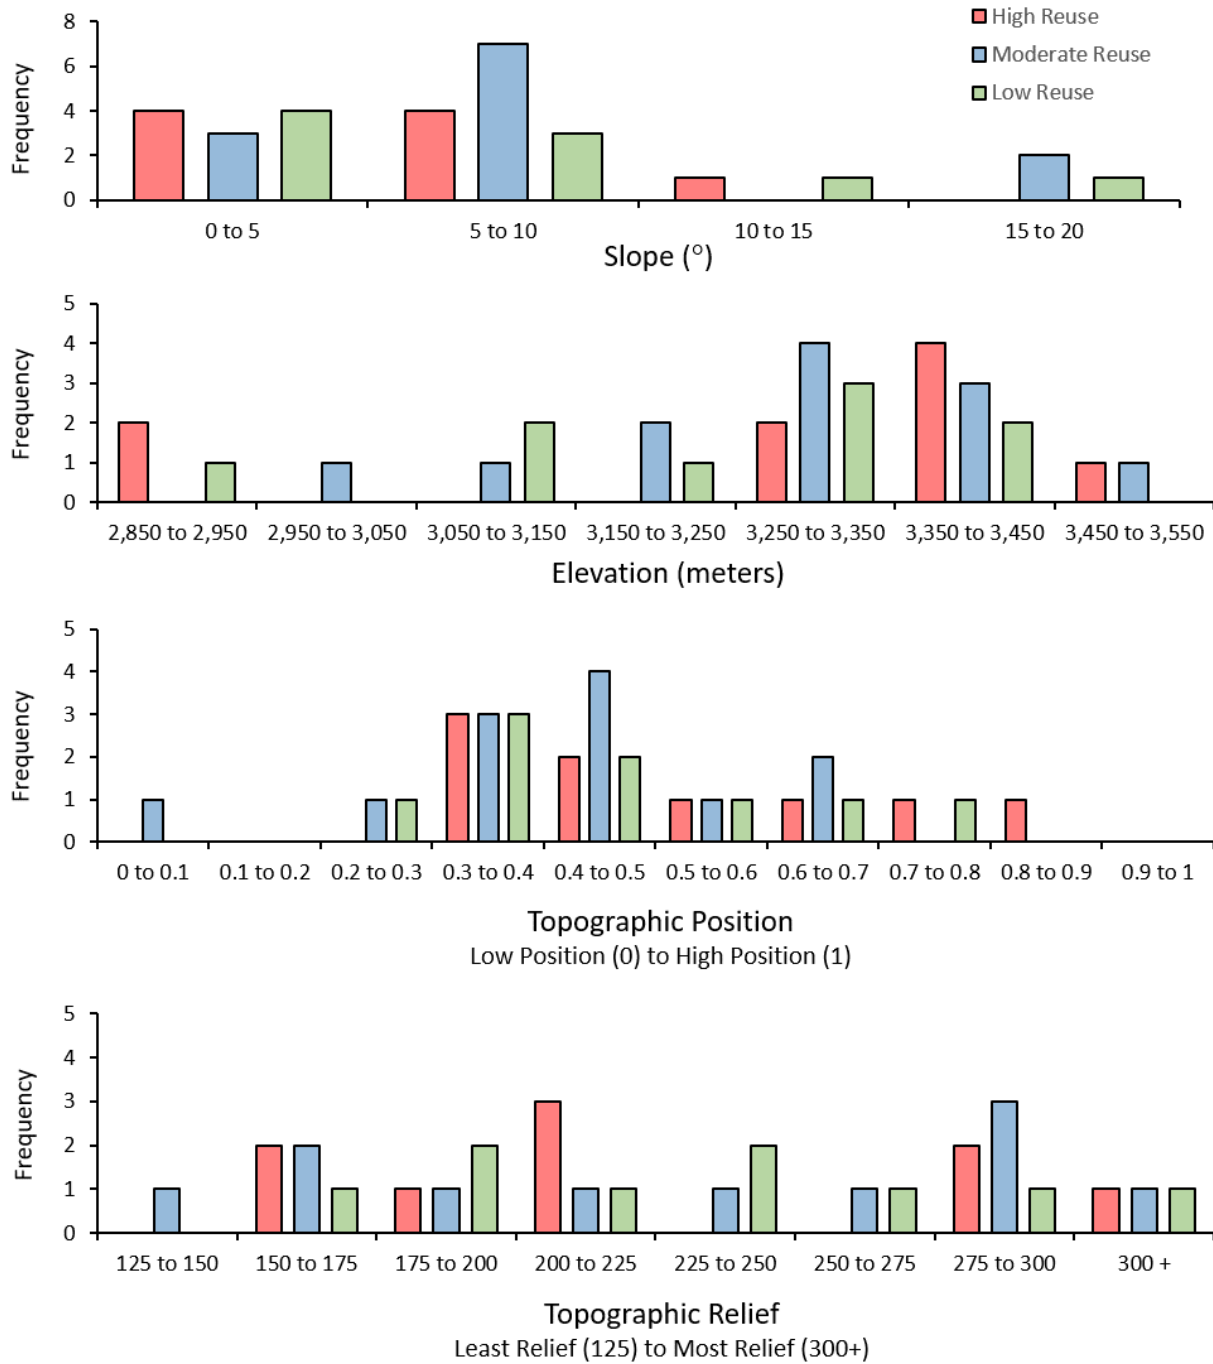 High Reuse
Moderate Reuse
Low Reuse
Frequency
8
6
4
2
0
0 to 5 5 to 10 10 to 15 15 to 20
Slope (°)
Frequency
5
4
3
2
1
0
2,850 to 2,950 2,950 to 3,050 3,050 to 3,150 3,150 to 3,250 3,250 to 3,350 3,350 to 3,450 3,450 to 3,550
Elevation (meters)
Frequency
5
4
3
2
1
0
0 to 0.1 0.1 to 0.2 0.2 to 0.3 0.3 to 0.4 0.4 to 0.5 0.5 to 0.6 0.6 to 0.7 0.7 to 0.8 0.8 to 0.9 0.9 to 1
Topographic Position
Low Position (0) to High Position (1)
Frequency
5
4
3
2
1
0
125 to 150 150 to 175 175 to 200 200 to 225 225 to 250 250 to 275 275 to 300 300 +
Topographic Relief
Least Relief (125) to Most Relief (300+)